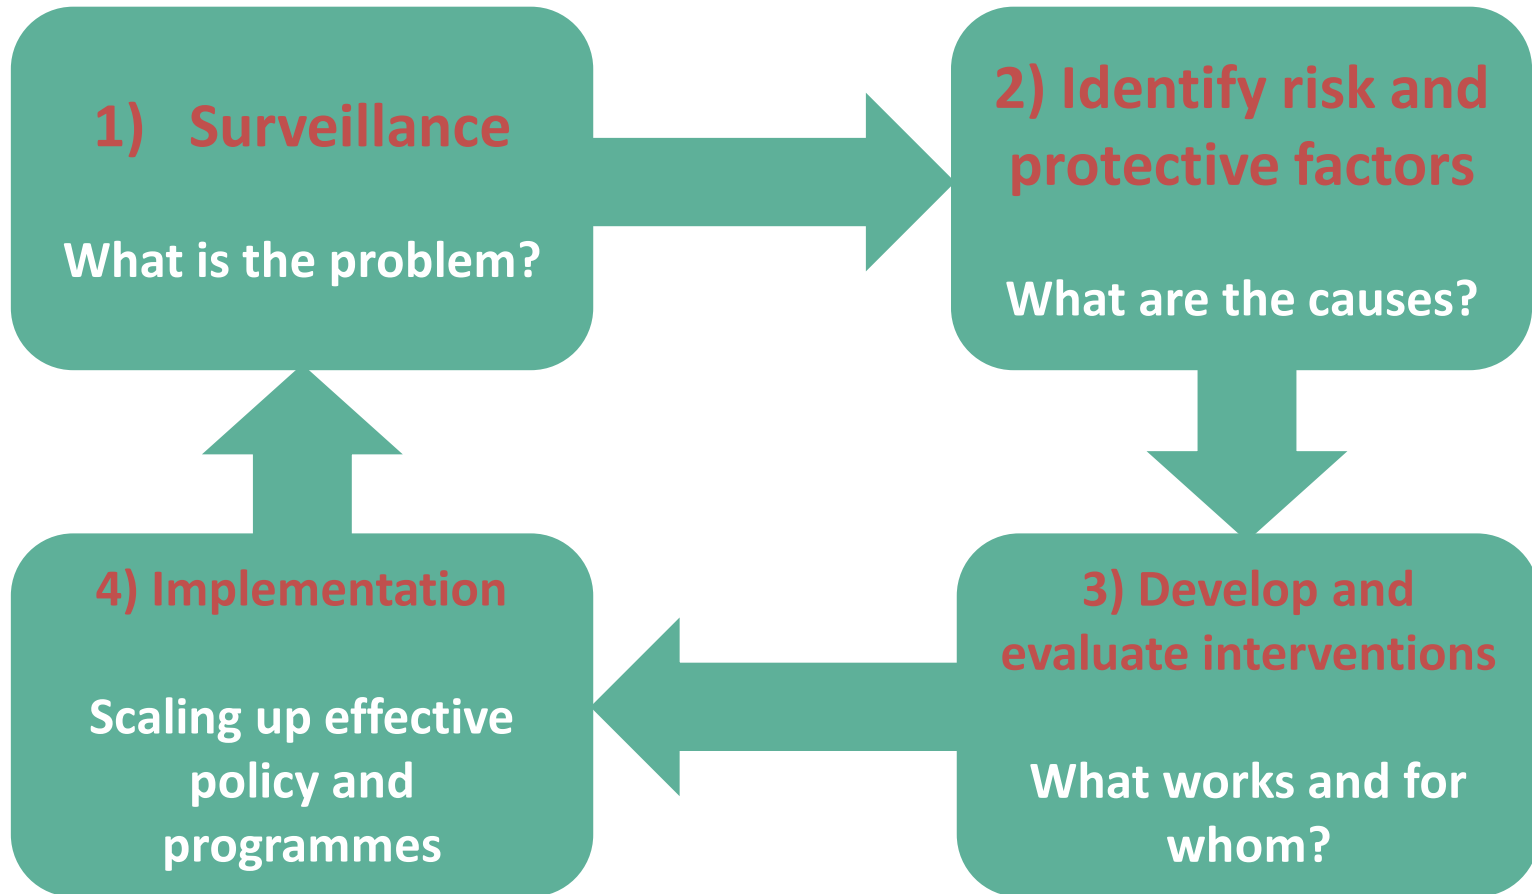 1) Surveillance
What is the problem?
2) Identify risk and
protective factors
What are the causes?
3) Develop and
evaluate interventions
What works and for
whom?
4) Implementation
Scaling up effective
policy and
programmes